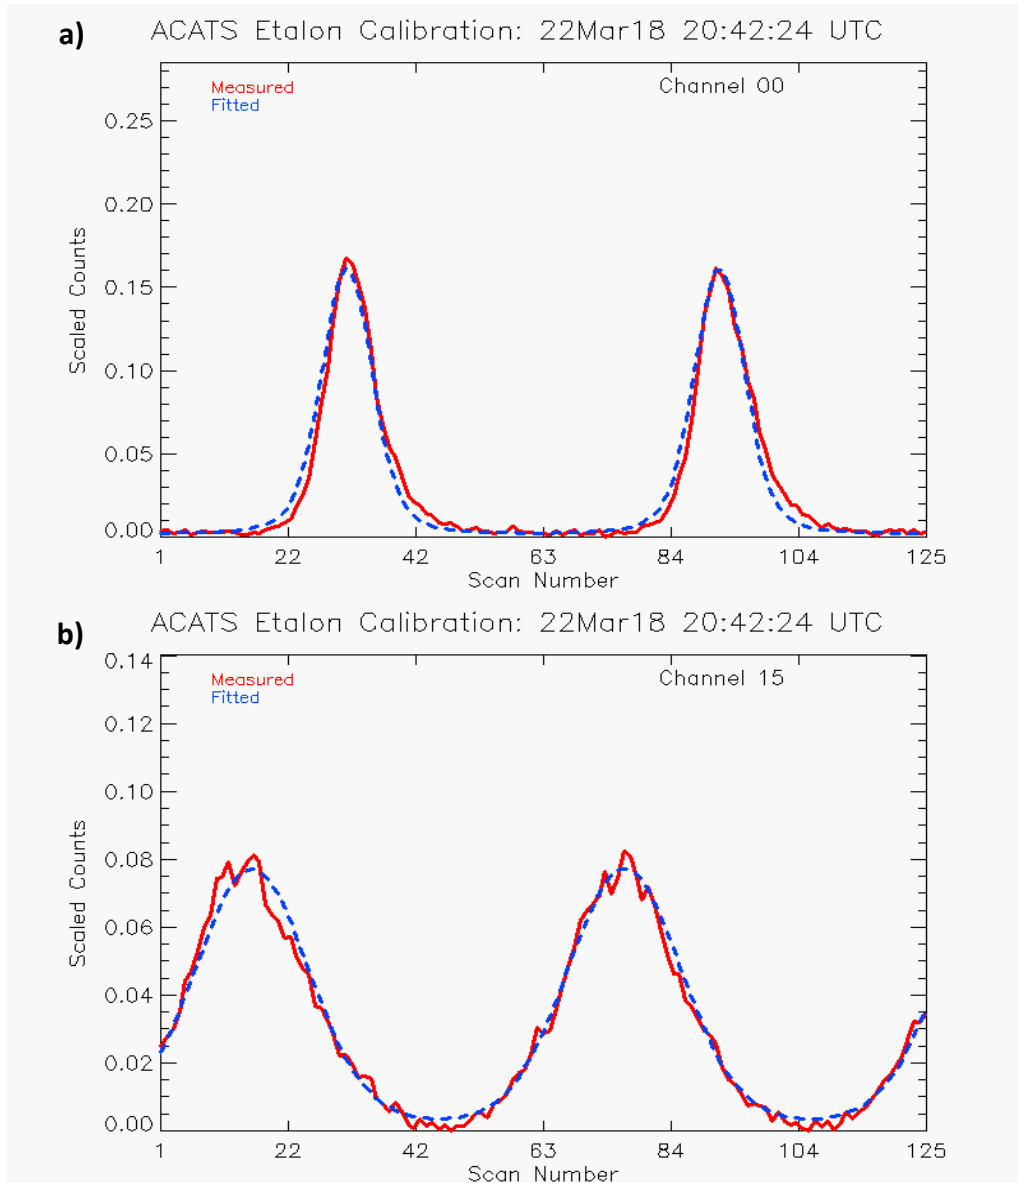 a) ACATS Etalon Calibration: 22Mar18 20:42:24 UTC
Measured
Fitted
Channel 00
0.25
0.20
0.15
0.10
0.05
0.00
Scaled Counts
1 22 42 63 84 104 125
Scan Number
b) ACATS Etalon Calibration: 22Mar18 20:42:24 UTC
Measured
Fitted
Channel 15
0.14
0.12
0.10
0.08
0.06
0.04
0.02
0.00
Scaled Counts
1 22 42 63 84 104 125
Scan Number